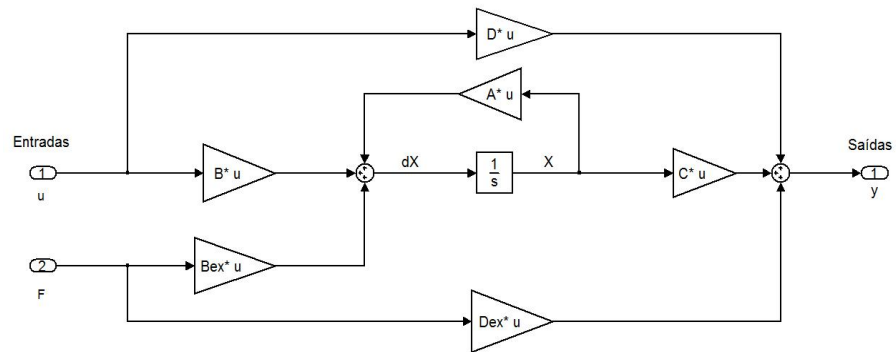 D* u
A* u
Entradas
Saídas
dX
X
1
B* u
1
s
C* u
1
u
y
2
Bex* u
F
Dex* u